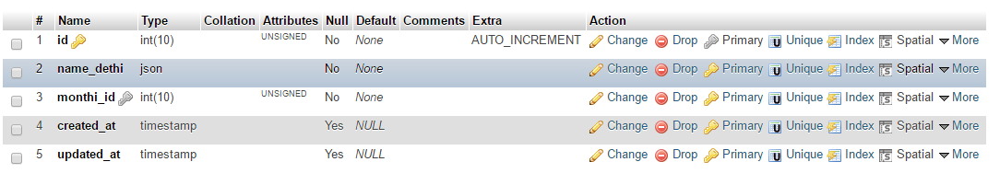 # Name Type Collation Attributes Null Default Comments Extra Action
1 id int(10) UNSIGNED No None AUTO_INCREMENT Change Drop Primary Unique Index Spatial More
2 name_dethi json No None Change Drop Primary Unique Index Spatial More
3 monthi_id int(10) UNSIGNED No None Change Drop Primary Unique Index Spatial More
4 created_at timestamp Yes NULL Change Drop Primary Unique Index Spatial More
5 updated_at timestamp Yes NULL Change Drop Primary Unique Index Spatial More